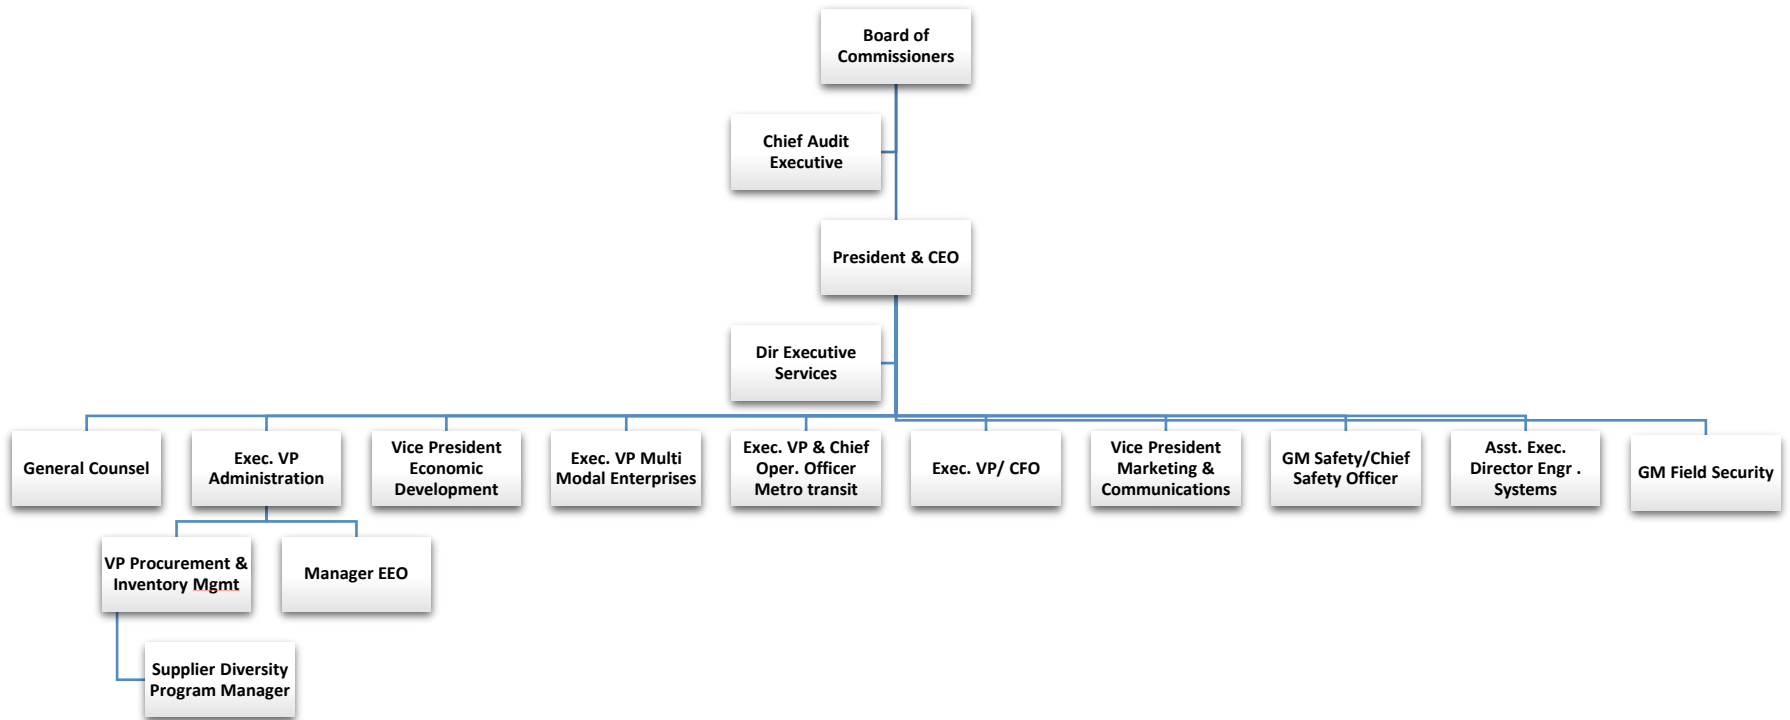 Board of
Commissioners
Chief Audit
Executive
President & CEO
Dir Executive
Services
General Counsel
Exec. VP
Administration
Vice President
Economic
Development
Exec. VP Multi
Modal Enterprises
Exec. VP & Chief
Oper. Officer
Metro transit
Exec. VP/ CFO
Vice President
Marketing &
Communications
GM Safety/Chief
Safety Officer
Asst. Exec.
Director Engr .
Systems
GM Field Security
VP Procurement &
Inventory Mgmt
Manager EEO
Supplier Diversity
Program Manager